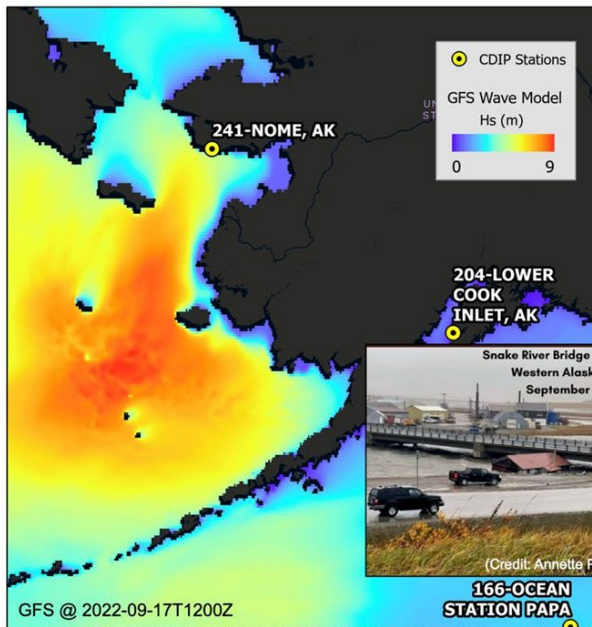 CDIP Stations
GFS Wave Model
Hs (m)
0 9
241-NOME, AK
204-LOWER
COOK
INLET, AK
Snake River Bridge
Western Alask
September
(Credit: Annette P
166-OCEAN
STATION PAPA
GFS @ 2022-09-17T1200Z